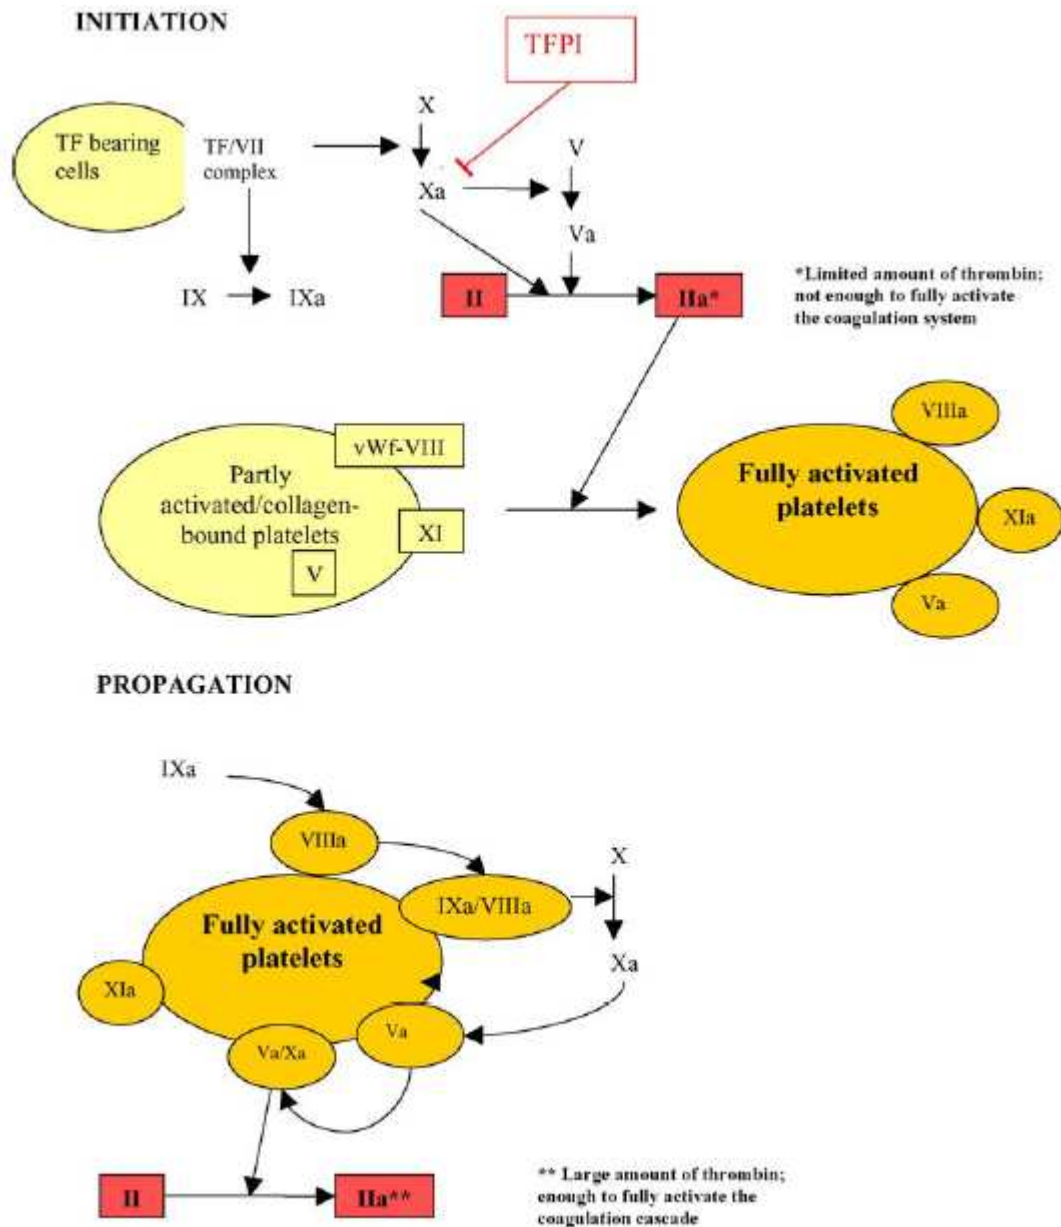 INITIATION
TFPI
TF bearing
cells
TF/VII
complex
X
Xa
V
Va
IX
IXa
II
IIa*
*Limited amount of thrombin;
not enough to fully activate
the coagulation system
vWf-VIII
Partly
activated/collagen-
bound platelets
XI
V
Fully activated
platelets
VIIIa
XIa
Va
PROPAGATION
IXa
VIIIa
IXa/VIIIa
X
Xa
Fully activated
platelets
XIa
Va
Va/Xa
II
IIa**
** Large amount of thrombin;
enough to fully activate the
coagulation cascade